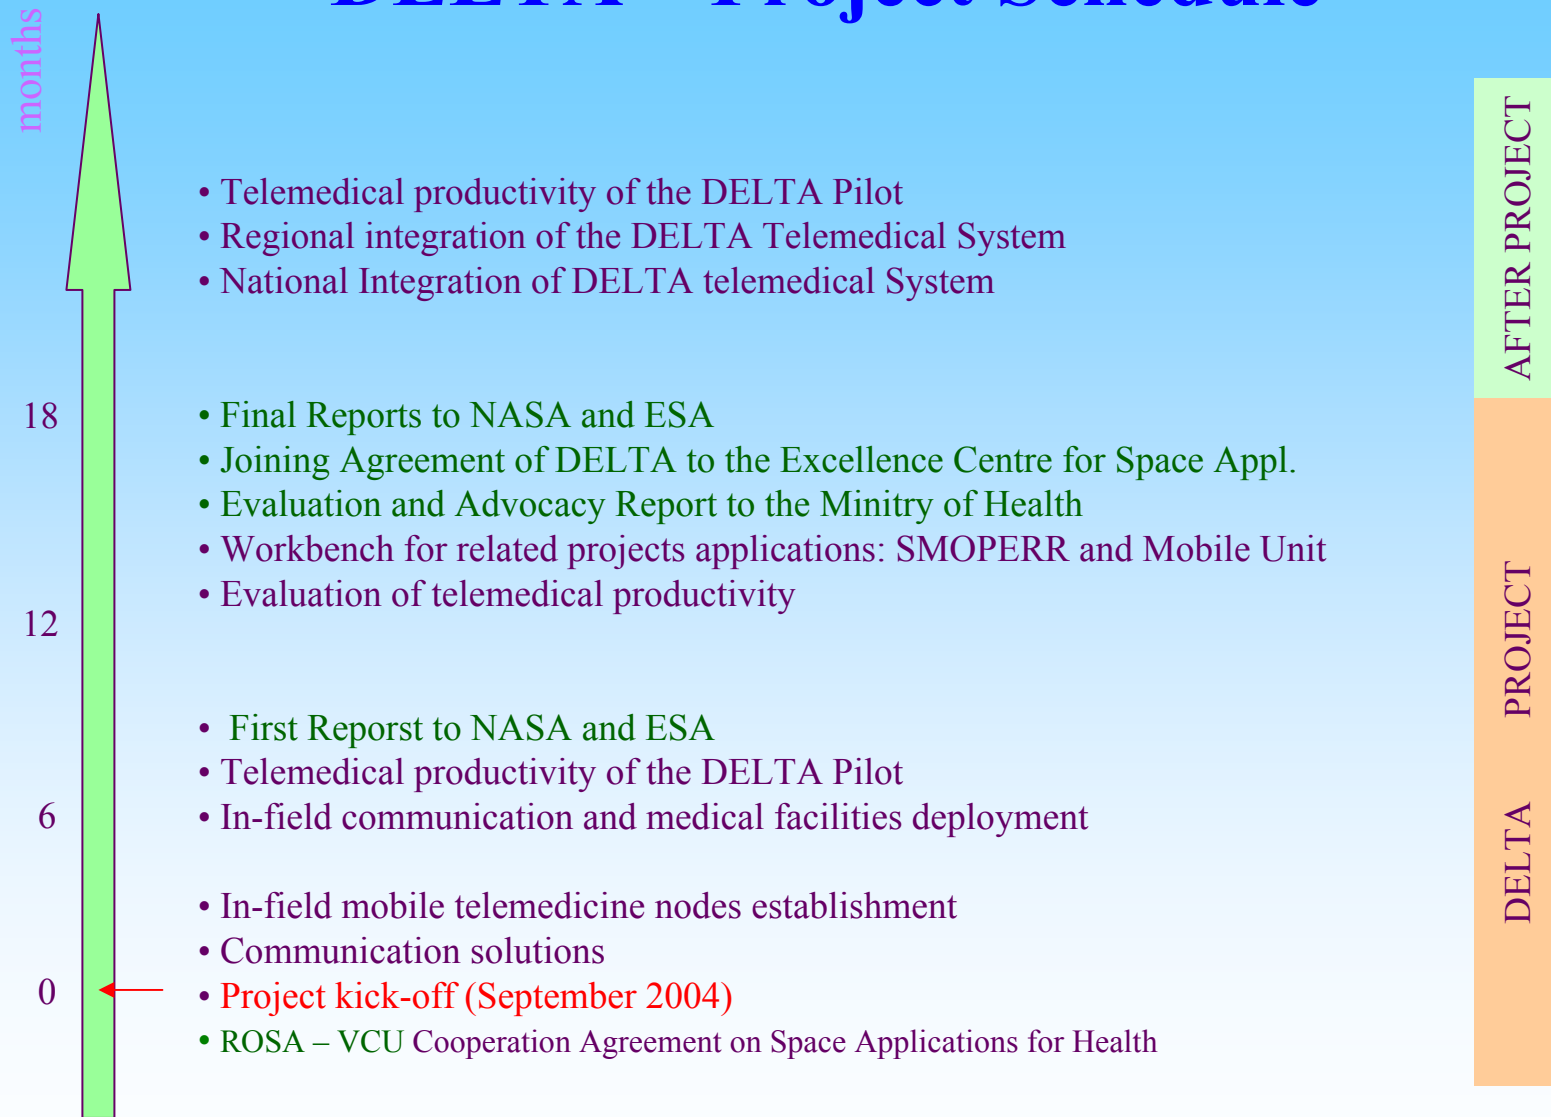 DELTA - Project Schedule
months
AFTER PROJECT
• Telemedical productivity of the DELTA Pilot
• Regional integration of the DELTA Telemedical System
• National Integration of DELTA telemedical System
18
• Final Reports to NASA and ESA
• Joining Agreement of DELTA to the Excellence Centre for Space Appl.
• Evaluation and Advocacy Report to the Minitry of Health
• Workbench for related projects applications: SMOPERR and Mobile Unit
• Evaluation of telemedical productivity
12
DELTA PROJECT
• First Reporst to NASA and ESA
• Telemedical productivity of the DELTA Pilot
6
• In-field communication and medical facilities deployment
• In-field mobile telemedicine nodes establishment
• Communication solutions
0
• Project kick-off (September 2004)
• ROSA – VCU Cooperation Agreement on Space Applications for Health